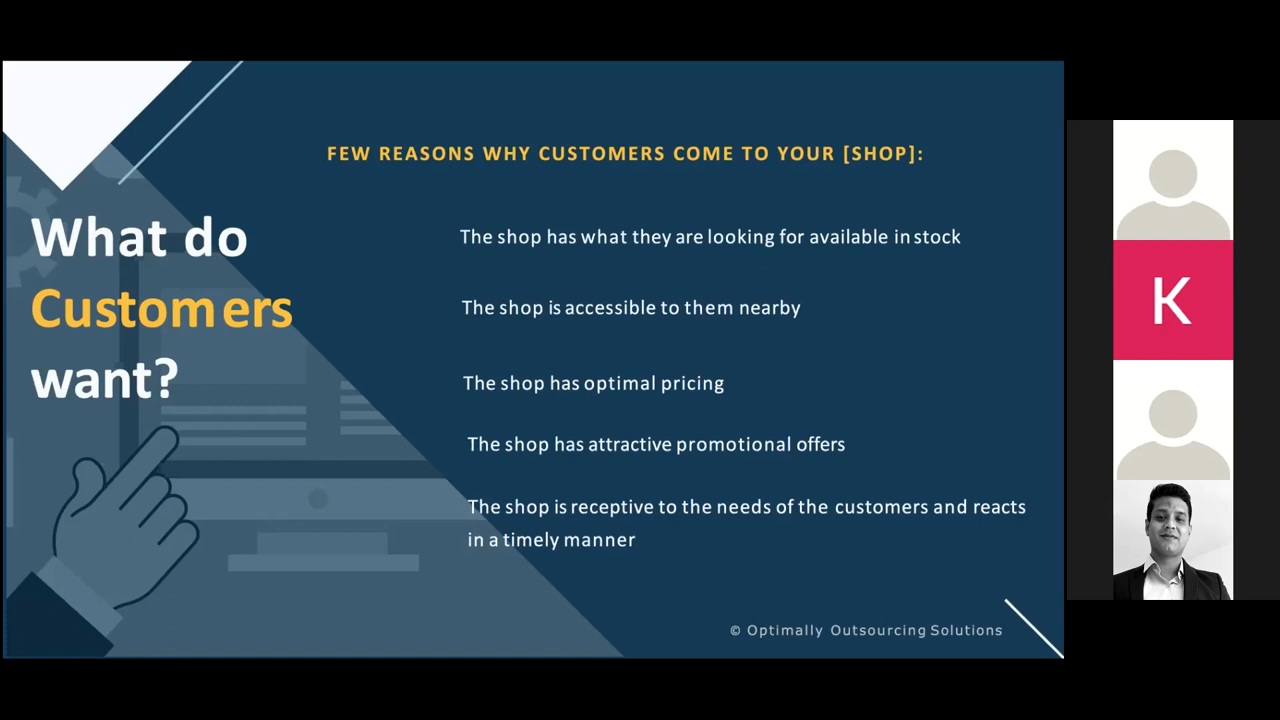 FEW REASONS WHY CUSTOMERS COME TO YOUR [SHOP]:
What do
Customers
want?
The shop has what they are looking for available in stock
The shop is accessible to them nearby
The shop has optimal pricing
The shop has attractive promotional offers
The shop is receptive to the needs of the customers and reacts
in a timely manner
© Optimally Outsourcing Solutions
K